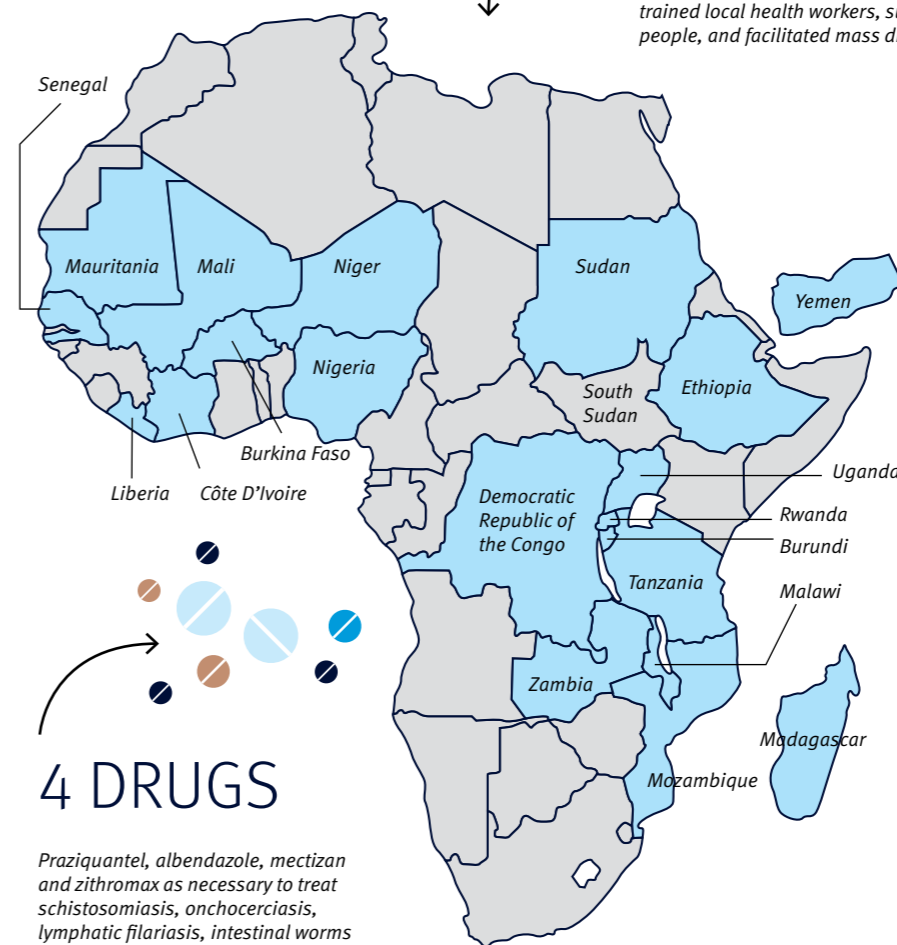 trained local health workers,
people, and facilitated mass
Senegal
Mauritania
Mali
Niger
Sudan
Yemen
Nigeria
South
Sudan
Ethiopia
Burkina Faso
Liberia
Côte D'Ivoire
Uganda
Democratic
Republic of
the Congo
Rwanda
Burundi
Tanzania
Malawi
Zambia
Madagascar
Mozambique
4 DRUGS
Praziquantel, albendazole, mectizan
and zithromax as necessary to treat
schistosomiasis, onchocerciasis,
lymphatic filariasis, intestinal worms